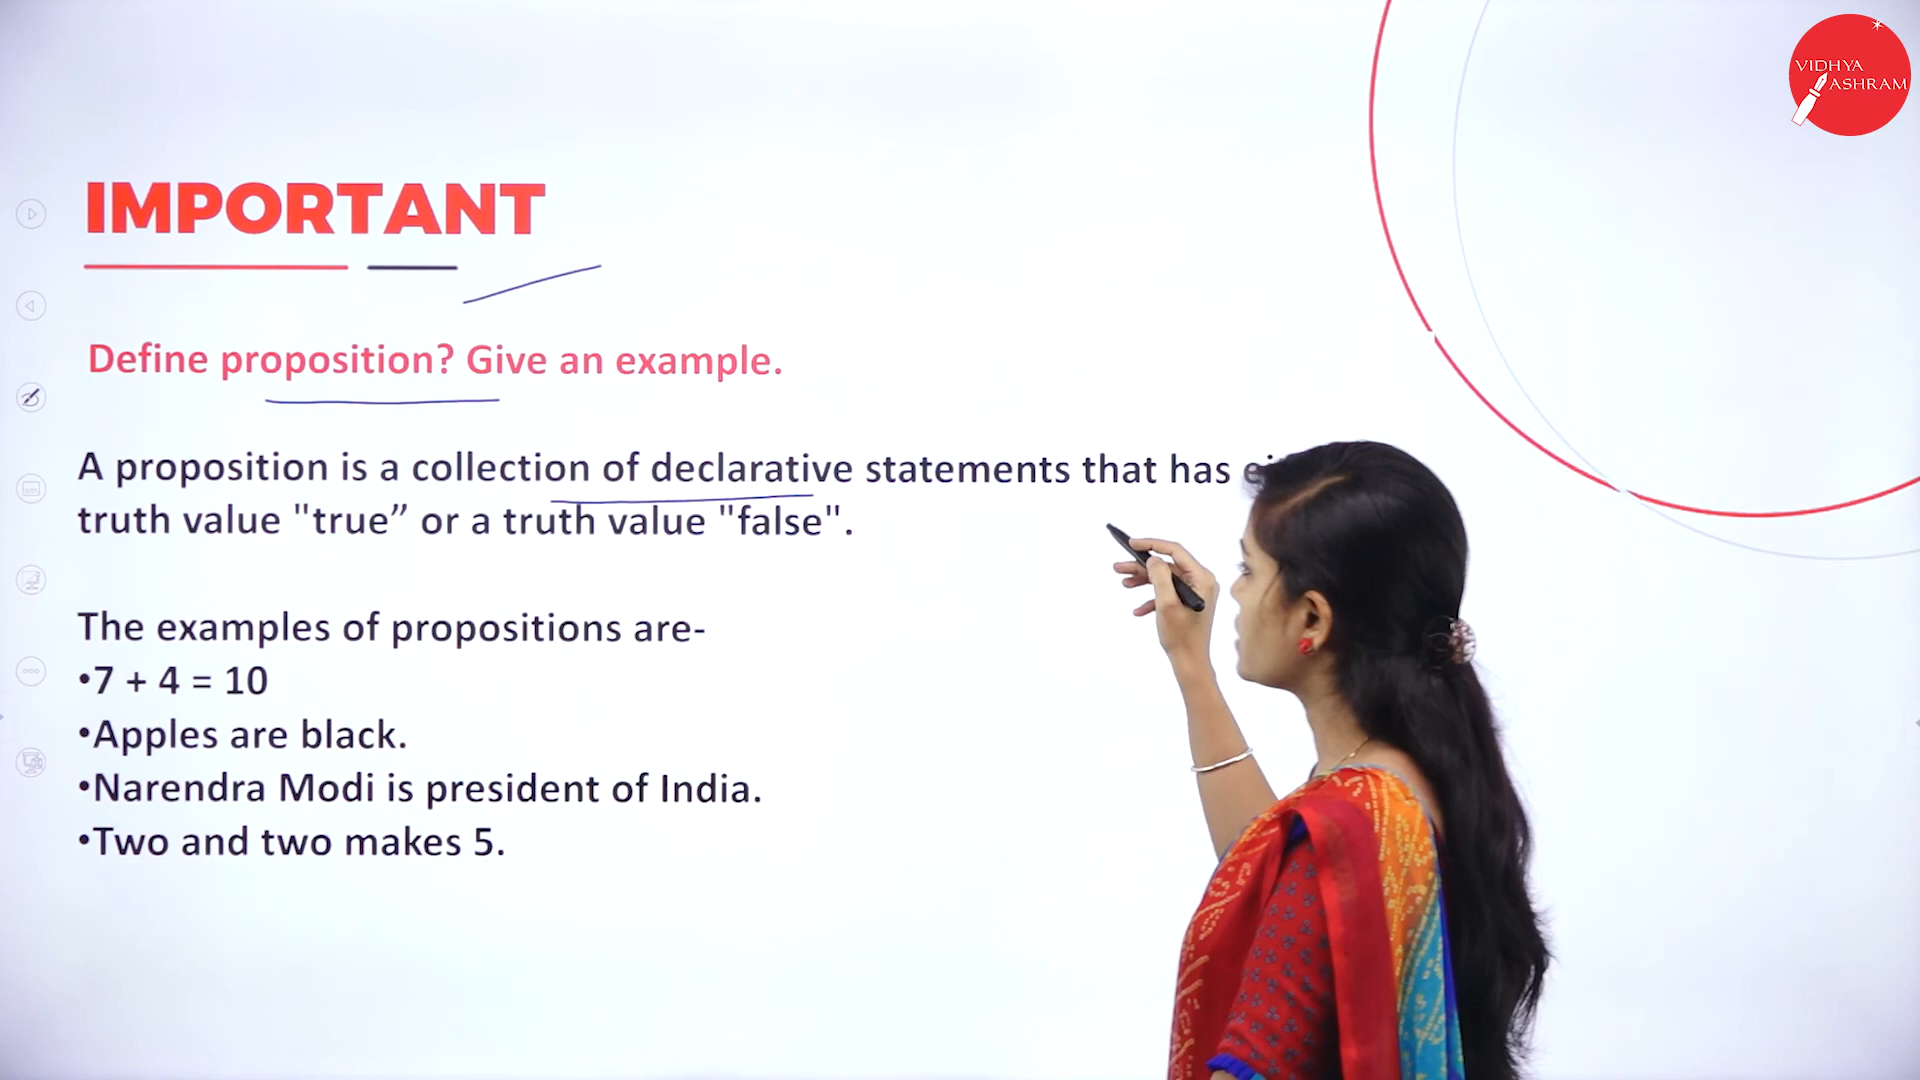 VIDHYA
ASHRAM
IMPORTANT
Define proposition? Give an example.
A proposition is a collection of declarative statements that has
truth value "true” or a truth value "false".
The examples of propositions are-
•7 + 4 = 10
•Apples are black.
•Narendra Modi is president of India.
•Two and two makes 5.